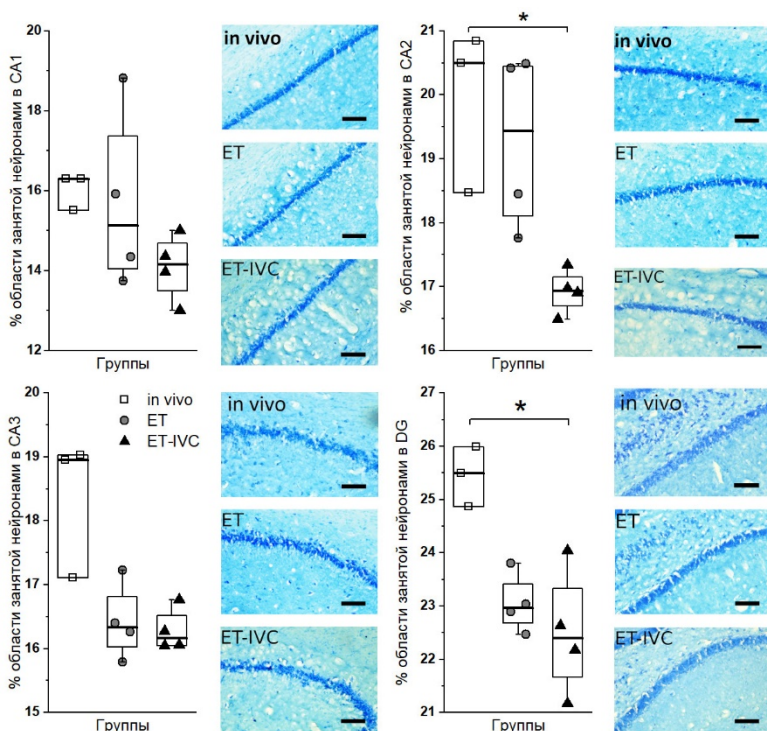 % области занятой нейронами в CA1
20
18
16
14
12
Группы
in vivo
ET
ET-IVC
% области занятой нейронами в CA2
21
20
19
18
17
16
*
Группы
in vivo
ET
ET-IVC
% области занятой нейронами в CA3
20
19
18
17
16
15
in vivo
ET
ET-IVC
Группы
in vivo
ET
ET-IVC
% области занятой нейронами в DG
27
26
25
24
23
22
21
*
Группы
in vivo
ET
ET-IVC